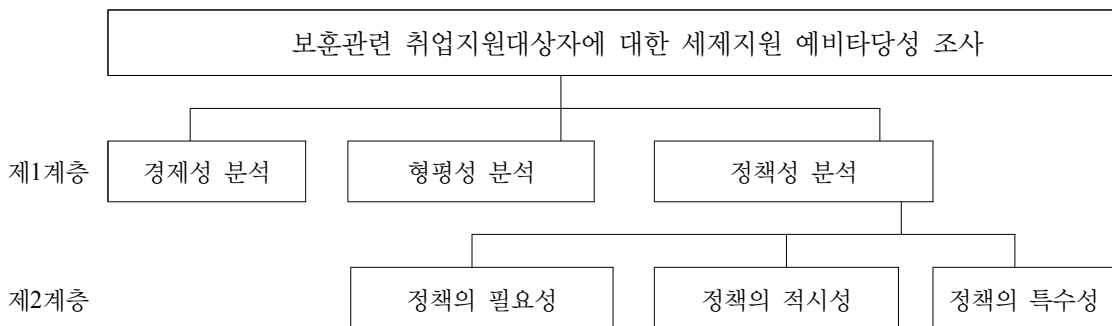 보훈관련 취업지원대상자에 대한 세제지원 예비타당성 조사
제1계층 경제성 분석 형평성 분석 정책성 분석
제2계층 정책의 필요성 정책의 적시성 정책의 특수성